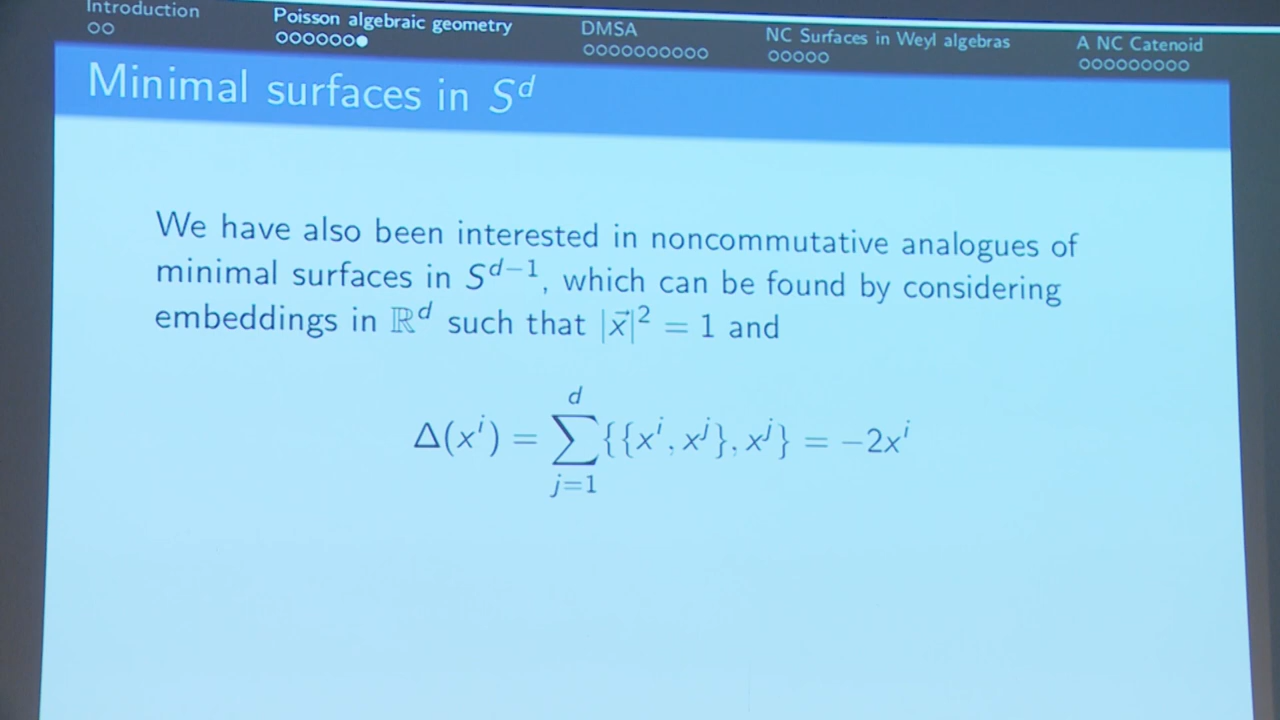 Introduction Poisson algebraic geometry DMSA NC Surfaces in Weyl algebras A NC Catenoid
Minimal surfaces in S^d
We have also been interested in noncommutative analogues of
minimal surfaces in S^{d−1}, which can be found by considering
embeddings in ℝ^d such that |x⃗|² = 1 and
Δ(x^i) = ∑_{j=1}^{d} {{x^i, x^j}, x^j} = −2x^i